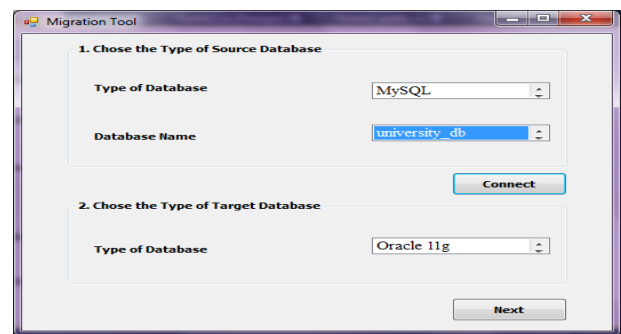 Migration Tool
1. Chose the Type of Source Database
Type of Database MySQL
Database Name university_db
Connect
2. Chose the Type of Target Database
Type of Database Oracle 11g
Next